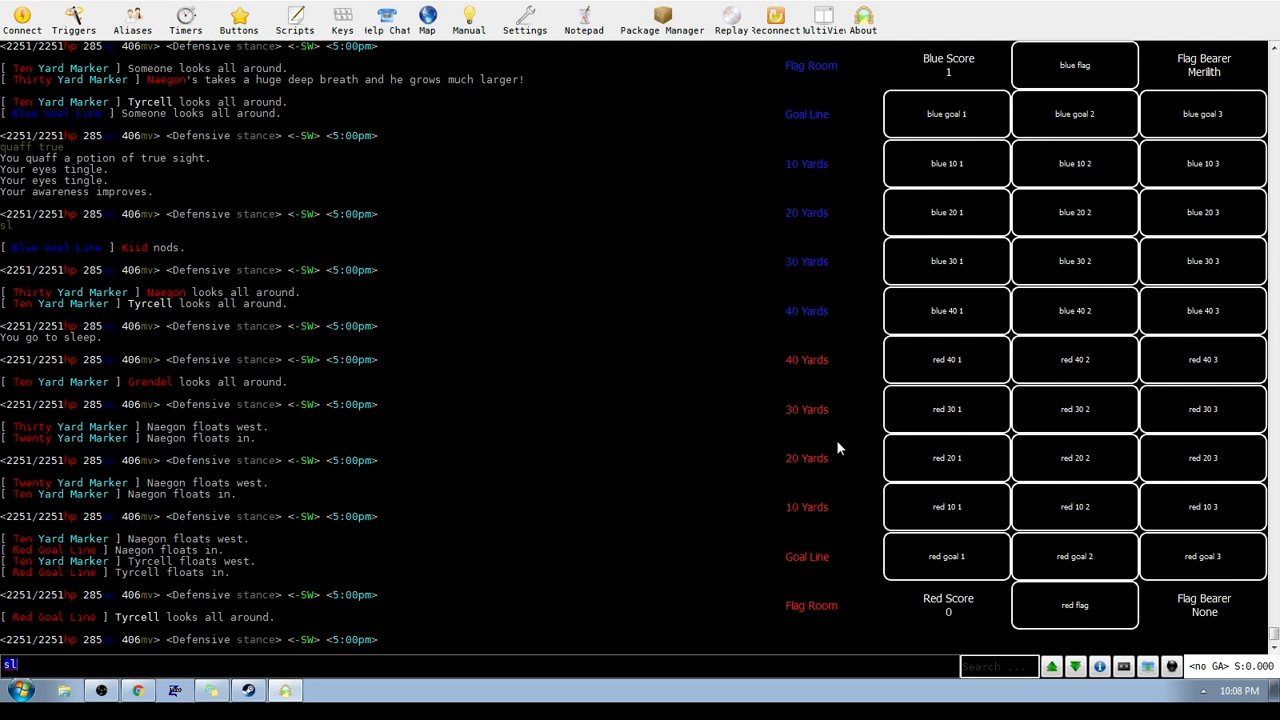 Connect Triggers Aliases Timers Buttons Scripts Keys Help Chat Map Manual Settings Notepad Package Manager Replay Reconnect MultiView About
<2251/2251hp 285 406mv> <Defensive stance> <-SW> <5:00pm>
[ Ten Yard Marker ] Someone looks all around.
[ Thirty Yard Marker ] Naegon's takes a huge deep breath and he grows much larger!
[ Ten Yard Marker ] Tyrcell looks all around.
[ Blue Goal Line ] Someone looks all around.
<2251/2251hp 285 406mv> <Defensive stance> <-SW> <5:00pm>
quaff true
You quaff a potion of true sight.
Your eyes tingle.
Your eyes tingle.
Your awareness improves.
<2251/2251hp 285 406mv> <Defensive stance> <-SW> <5:00pm>
sl
[ Blue Goal Line ] Kiid nods.
<2251/2251hp 285 406mv> <Defensive stance> <-SW> <5:00pm>
[ Thirty Yard Marker ] Naegon looks all around.
[ Ten Yard Marker ] Tyrcell looks all around.
<2251/2251hp 285 406mv> <Defensive stance> <-SW> <5:00pm>
You go to sleep.
<2251/2251hp 285 406mv> <Defensive stance> <-SW> <5:00pm>
[ Ten Yard Marker ] Grendel looks all around.
<2251/2251hp 285 406mv> <Defensive stance> <-SW> <5:00pm>
[ Thirty Yard Marker ] Naegon floats west.
[ Twenty Yard Marker ] Naegon floats in.
<2251/2251hp 285 406mv> <Defensive stance> <-SW> <5:00pm>
[ Twenty Yard Marker ] Naegon floats west.
[ Ten Yard Marker ] Naegon floats in.
<2251/2251hp 285 406mv> <Defensive stance> <-SW> <5:00pm>
[ Ten Yard Marker ] Naegon floats west.
[ Red Goal Line ] Naegon floats in.
[ Ten Yard Marker ] Tyrcell floats west.
[ Red Goal Line ] Tyrcell floats in.
<2251/2251hp 285 406mv> <Defensive stance> <-SW> <5:00pm>
[ Red Goal Line ] Tyrcell looks all around.
<2251/2251hp 285 406mv> <Defensive stance> <-SW> <5:00pm>
Flag Room
Blue Score
1
blue flag
Flag Bearer
Merilith
Goal Line blue goal 1 blue goal 2 blue goal 3
10 Yards blue 10 1 blue 10 2 blue 10 3
20 Yards blue 20 1 blue 20 2 blue 20 3
30 Yards blue 30 1 blue 30 2 blue 30 3
40 Yards blue 40 1 blue 40 2 blue 40 3
40 Yards red 40 1 red 40 2 red 40 3
30 Yards red 30 1 red 30 2 red 30 3
20 Yards red 20 1 red 20 2 red 20 3
10 Yards red 10 1 red 10 2 red 10 3
Goal Line red goal 1 red goal 2 red goal 3
Flag Room
Red Score
0
red flag
Flag Bearer
None
sl
Search ...
<no GA> S:0.000
10:08 PM